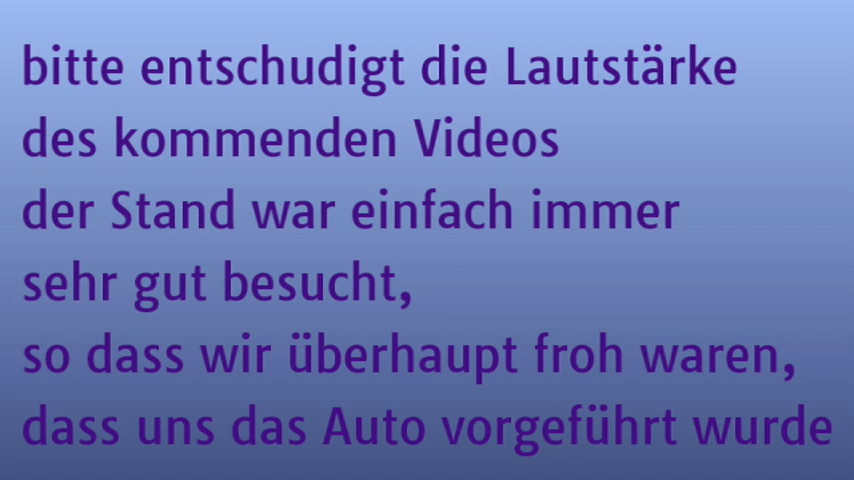 bitte entschudigt die Lautstärke
des kommenden Videos
der Stand war einfach immer
sehr gut besucht,
so dass wir überhaupt froh waren,
dass uns das Auto vorgeführt wurde